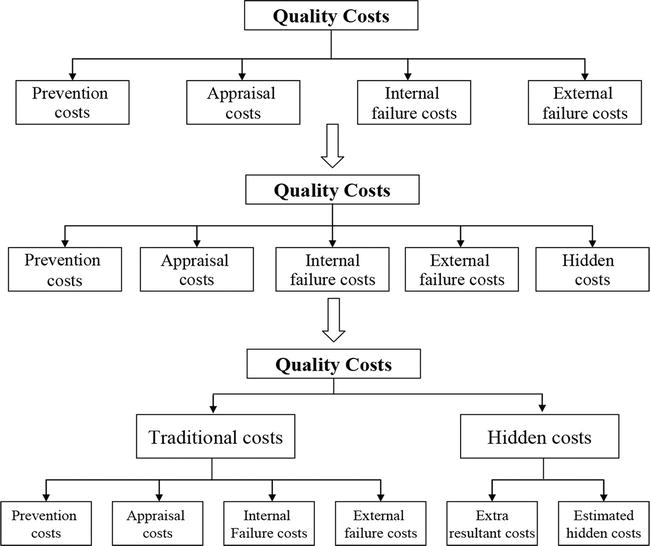 Quality Costs
Prevention
costs
Appraisal
costs
Internal
failure costs
External
failure costs
Quality Costs
Prevention
costs
Appraisal
costs
Internal
failure costs
External
failure costs
Hidden
costs
Quality Costs
Traditional costs
Hidden costs
Prevention
costs
Appraisal
costs
Internal
Failure costs
External
failure costs
Extra
resultant costs
Estimated
hidden costs